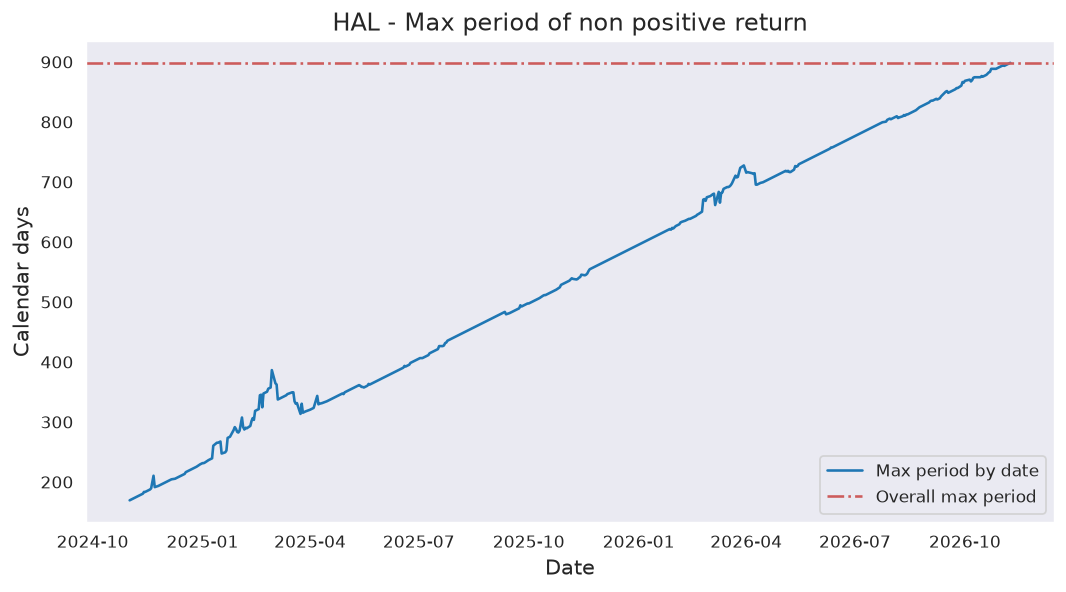 HAL - Max period of non positive return
900
800
700
600
500
400
300
200
Calendar days
2024-10 2025-01 2025-04 2025-07 2025-10 2026-01 2026-04 2026-07 2026-10
Date
Max period by date
Overall max period